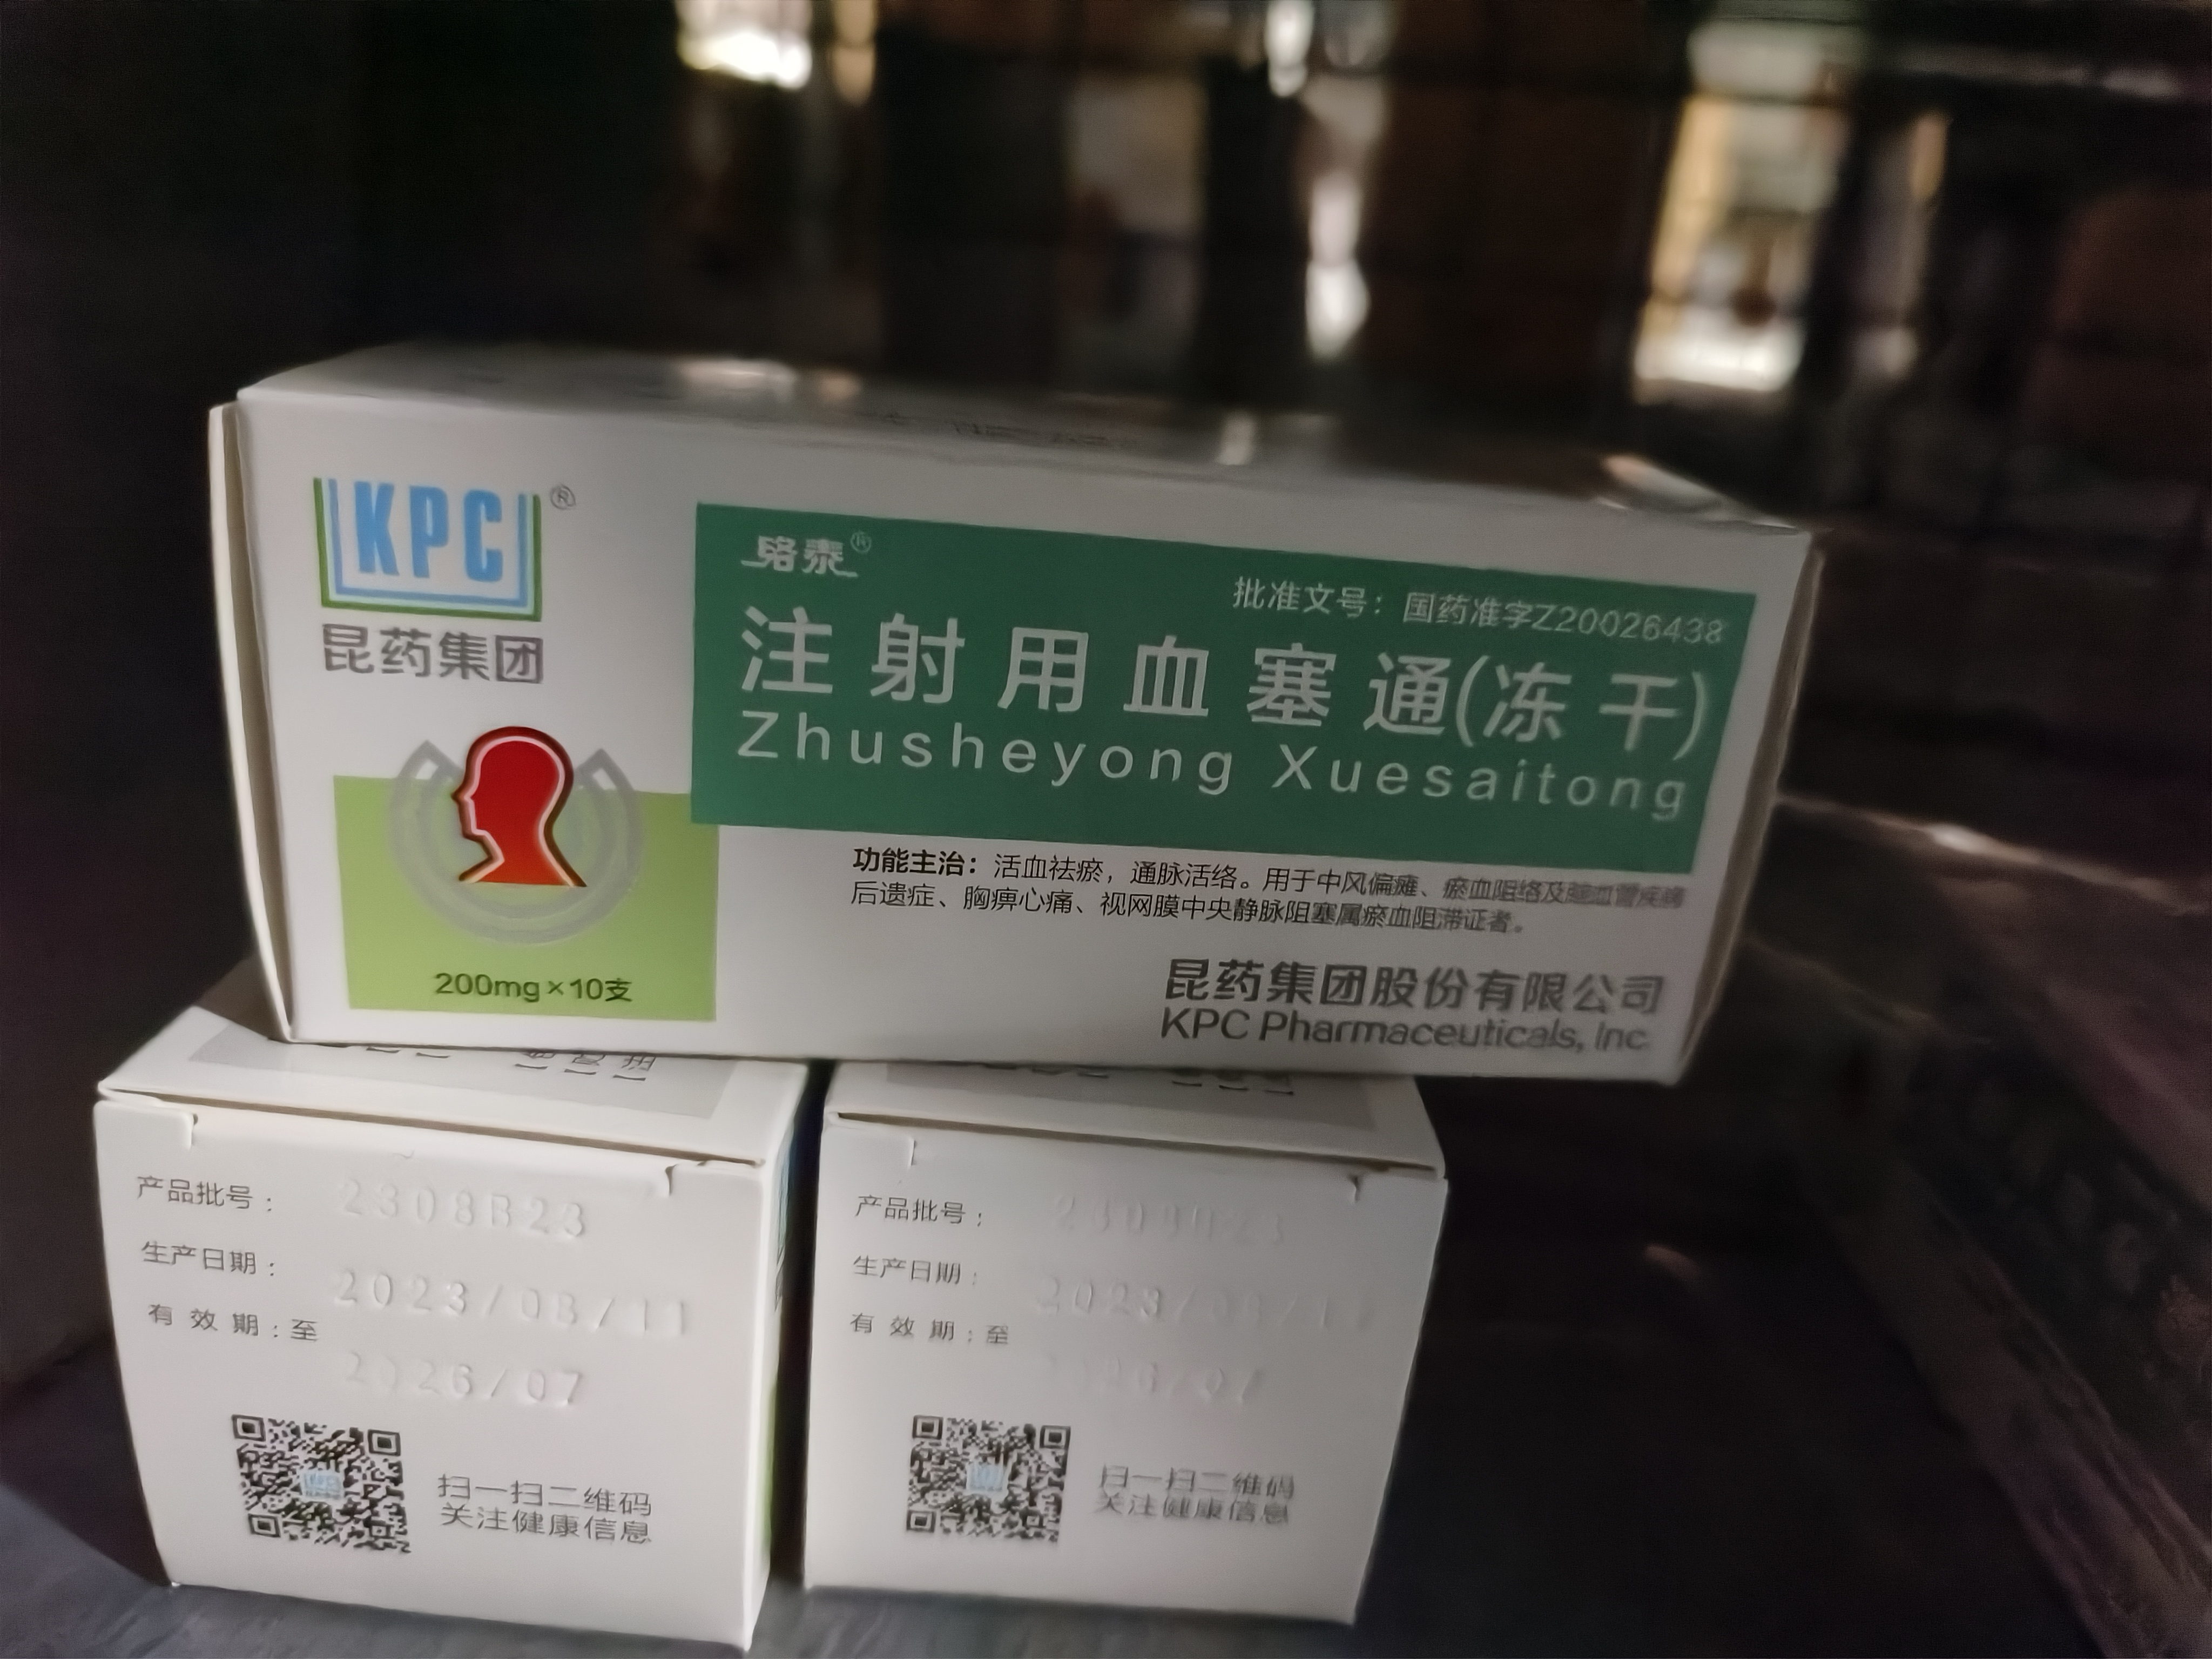 KPC®
昆药集团
络泰®
批准文号：国药准字Z20026438
注射用血塞通(冻干)
Zhusheyong Xuesaitong
功能主治：活血祛瘀，通脉活络。用于中风偏瘫、瘀血阻络及脑血管疾病
后遗症、胸痹心痛、视网膜中央静脉阻塞属瘀血阻滞证者。
200mg×10支
昆药集团股份有限公司
KPC Pharmaceuticals, Inc.
产品批号： 2308B23
生产日期： 2023/08/11
有效期：至
2026/07
扫一扫二维码
关注健康信息
产品批号：
生产日期：
有效期：至
扫一扫二维码
关注健康信息